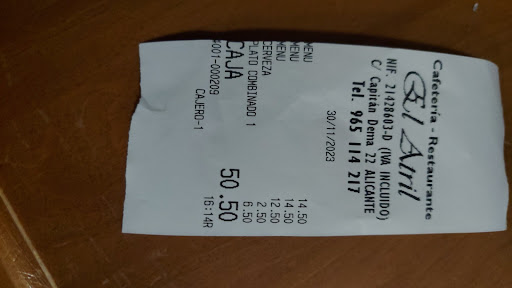 Cafetería - Restaurante
El Atril
NIF. 21428603-D (IVA INCLUIDO)
C/ Capitán Dema 22 ALICANTE
Tel. 965 114 217
30/11/2023
MENU 14.50
MENU 14.50
MENU 12.50
CERVEZA 2.50
PLATO COMBINADO 1 6.50
CAJA 50.50
#001-000209 16:14R
CAJERO-1